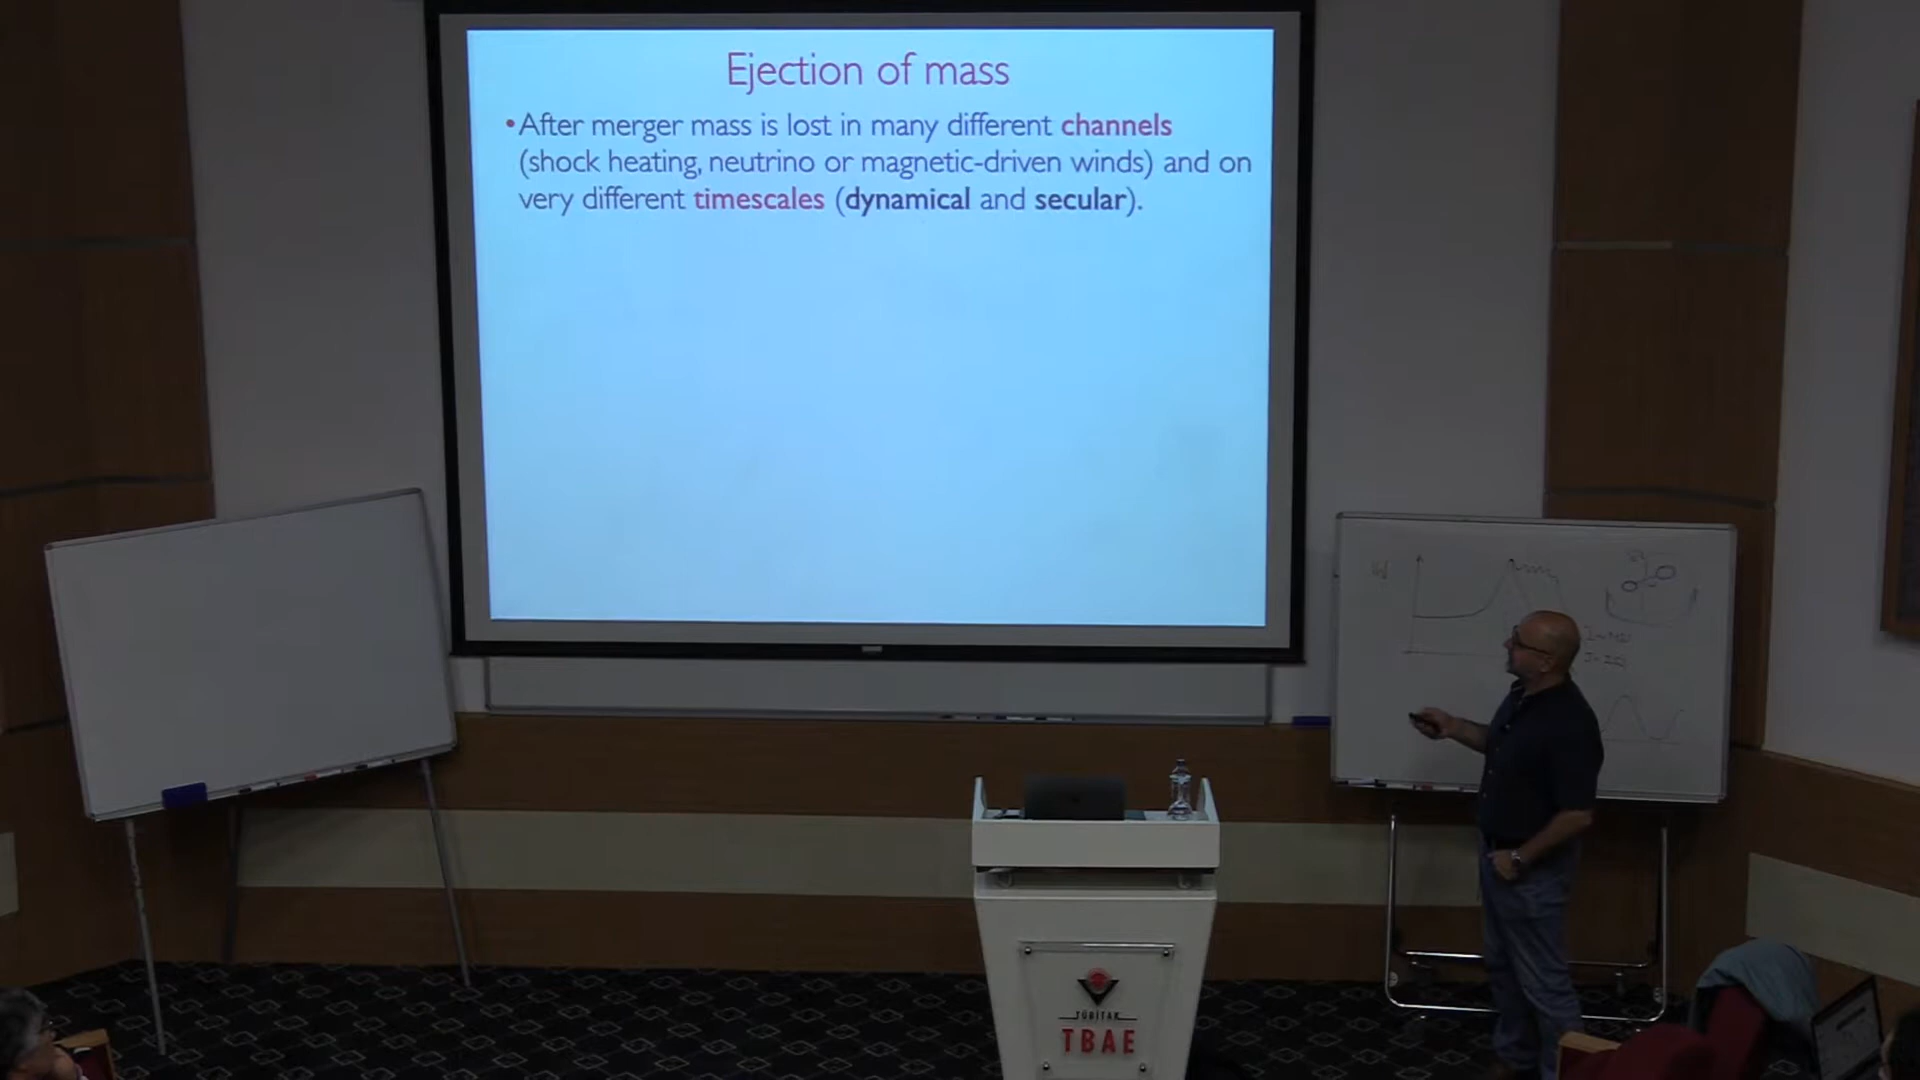 Ejection of mass
•After merger mass is lost in many different channels
(shock heating, neutrino or magnetic-driven winds) and on
very different timescales (dynamical and secular).
TÜBİTAK
TBAE